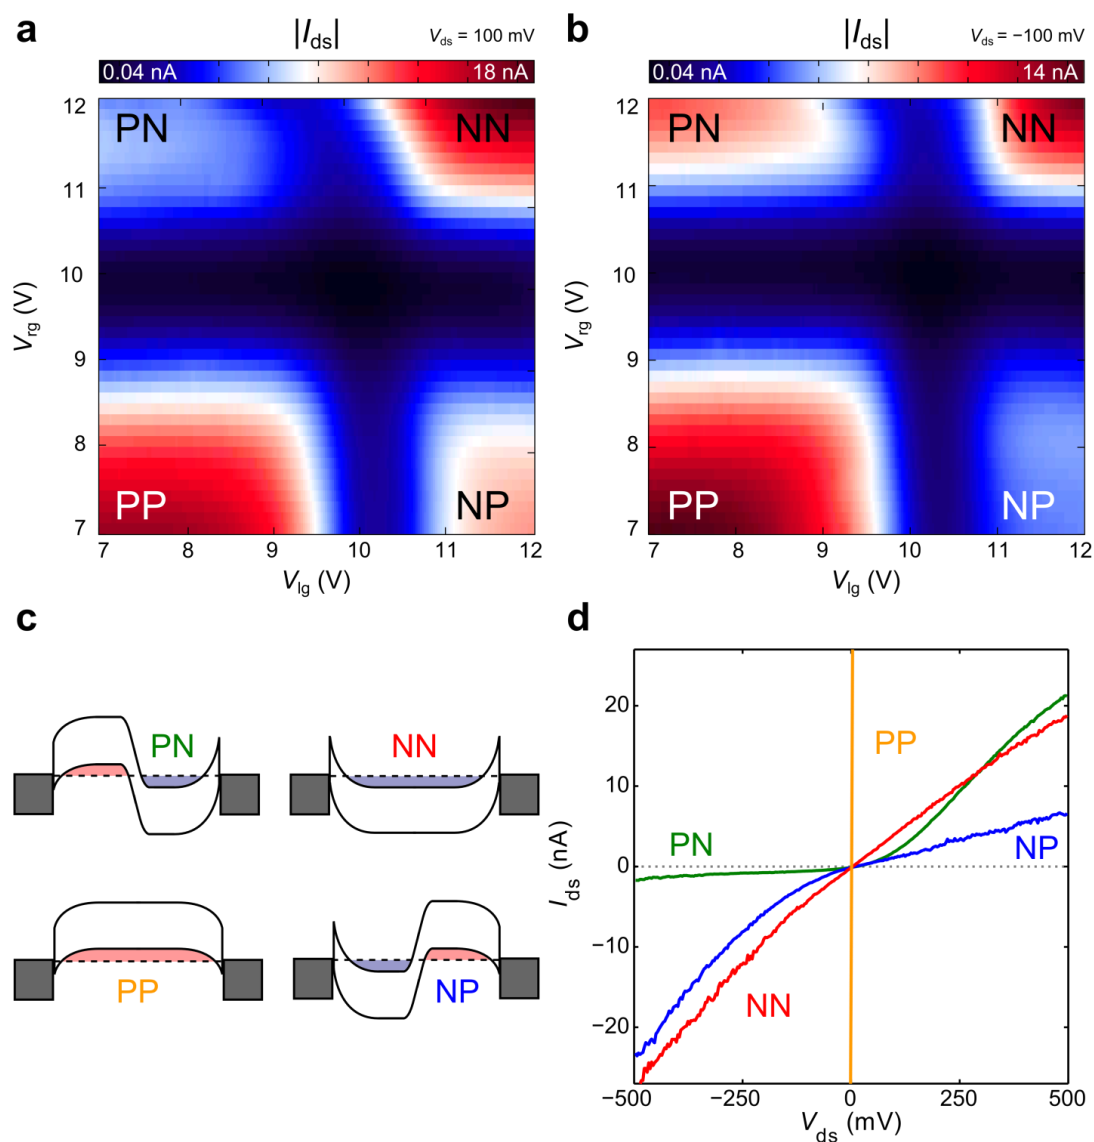 a
|I_ds|
V_ds = 100 mV
0.04 nA
18 nA
12
11
10
9
8
7
V_rg (V)
PN
NN
PP
NP
7
8
9
10
11
12
V_lg (V)
b
|I_ds|
V_ds = −100 mV
0.04 nA
14 nA
12
11
10
9
8
7
V_rg (V)
PN
NN
PP
NP
7
8
9
10
11
12
V_lg (V)
c
PN
NN
PP
NP
d
I_ds (nA)
20
10
0
−10
−20
PP
PN
NP
NN
−500
−250
0
250
500
V_ds (mV)